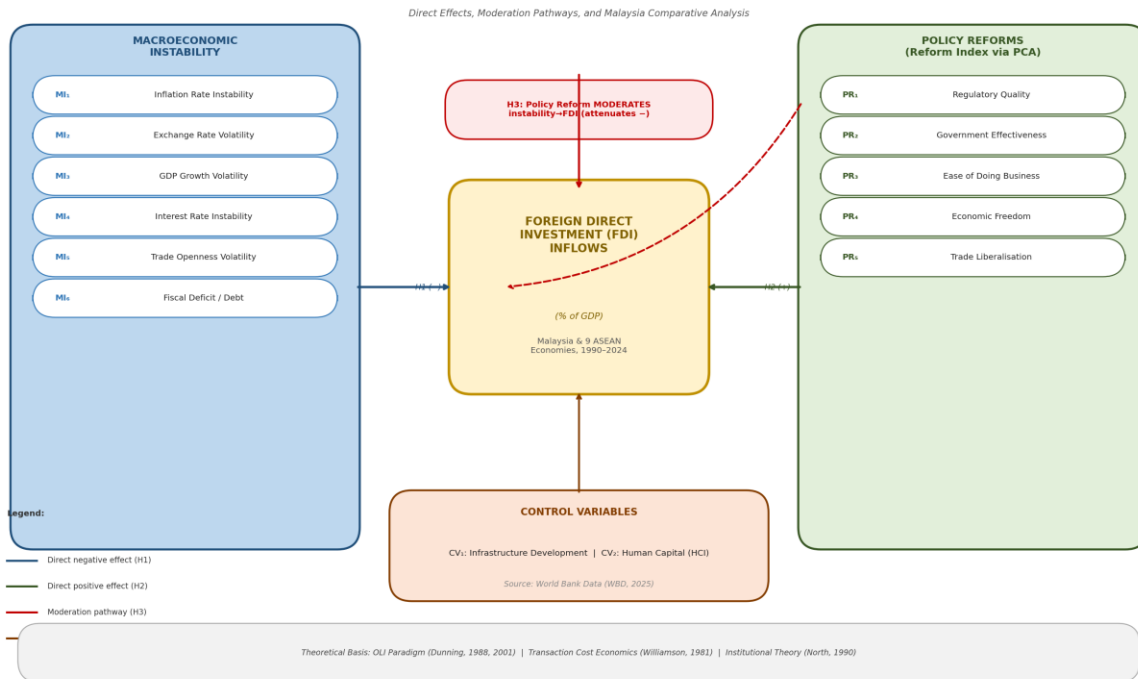 Direct Effects, Moderation Pathways, and Malaysia Comparative Analysis
MACROECONOMIC
INSTABILITY
MI₁ Inflation Rate Instability
MI₂ Exchange Rate Volatility
MI₃ GDP Growth Volatility
MI₄ Interest Rate Instability
MI₅ Trade Openness Volatility
MI₆ Fiscal Deficit / Debt
H3: Policy Reform MODERATES
instability→FDI (attenuates −)
FOREIGN DIRECT
INVESTMENT (FDI)
INFLOWS
(% of GDP)
Malaysia & 9 ASEAN
Economies, 1990–2024
H1 (−)
H2 (+)
POLICY REFORMS
(Reform Index via PCA)
PR₁ Regulatory Quality
PR₂ Government Effectiveness
PR₃ Ease of Doing Business
PR₄ Economic Freedom
PR₅ Trade Liberalisation
CONTROL VARIABLES
CV₁: Infrastructure Development | CV₂: Human Capital (HCI)
Source: World Bank Data (WBD, 2025)
Legend:
Direct negative effect (H1)
Direct positive effect (H2)
Moderation pathway (H3)
Theoretical Basis: OLI Paradigm (Dunning, 1988, 2001) | Transaction Cost Economics (Williamson, 1981) | Institutional Theory (North, 1990)